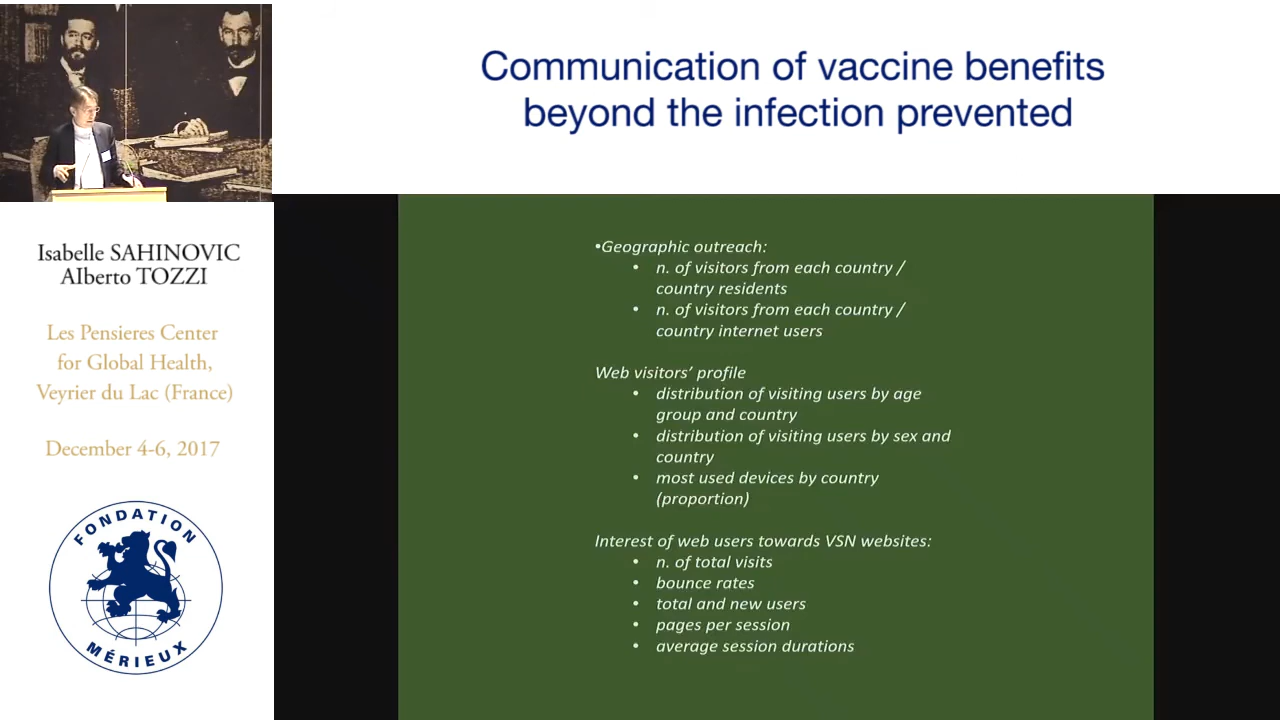 Communication of vaccine benefits
beyond the infection prevented
Isabelle SAHINOVIC
Alberto TOZZI
Les Pensieres Center
for Global Health,
Veyrier du Lac (France)
December 4-6, 2017
FONDATION
MÉRIEUX
•Geographic outreach:
• n. of visitors from each country /
country residents
• n. of visitors from each country /
country internet users
Web visitors’ profile
• distribution of visiting users by age
group and country
• distribution of visiting users by sex and
country
• most used devices by country
(proportion)
Interest of web users towards VSN websites:
• n. of total visits
• bounce rates
• total and new users
• pages per session
• average session durations